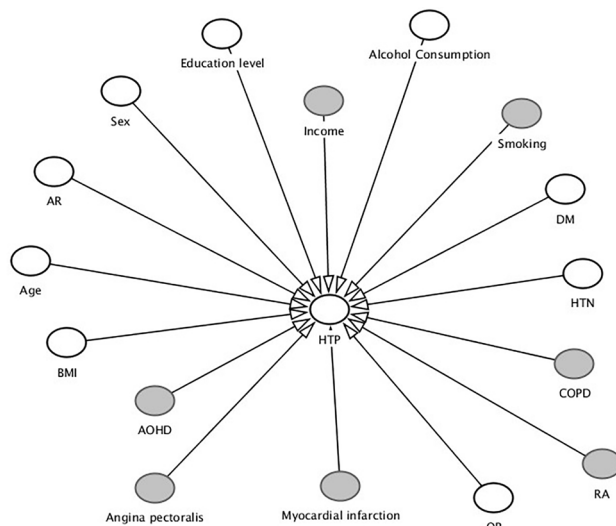 Education level
Alcohol Consumption
Sex
Income
Smoking
AR
DM
Age
HTN
HTP
BMI
COPD
AOHD
RA
Angina pectoralis
Myocardial infarction